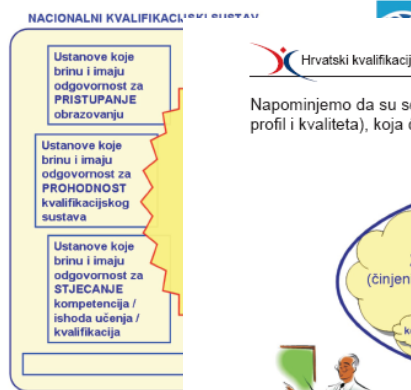 NACIONALNI KVALIFIKACIJSKI SUSTAV
Ustanove koje
brinu i imaju
odgovornost za
PRISTUPANJE
obrazovanju
Ustanove koje
brinu i imaju
odgovornost za
PROHODNOST
kvalifikacijskog
sustava
Ustanove koje
brinu i imaju
odgovornost za
STJECANJE
kompetencija /
ishoda učenja /
kvalifikacija
Hrvatski kvalifikacij
Napominjemo da su s
profil i kvaliteta), koja
(činjen